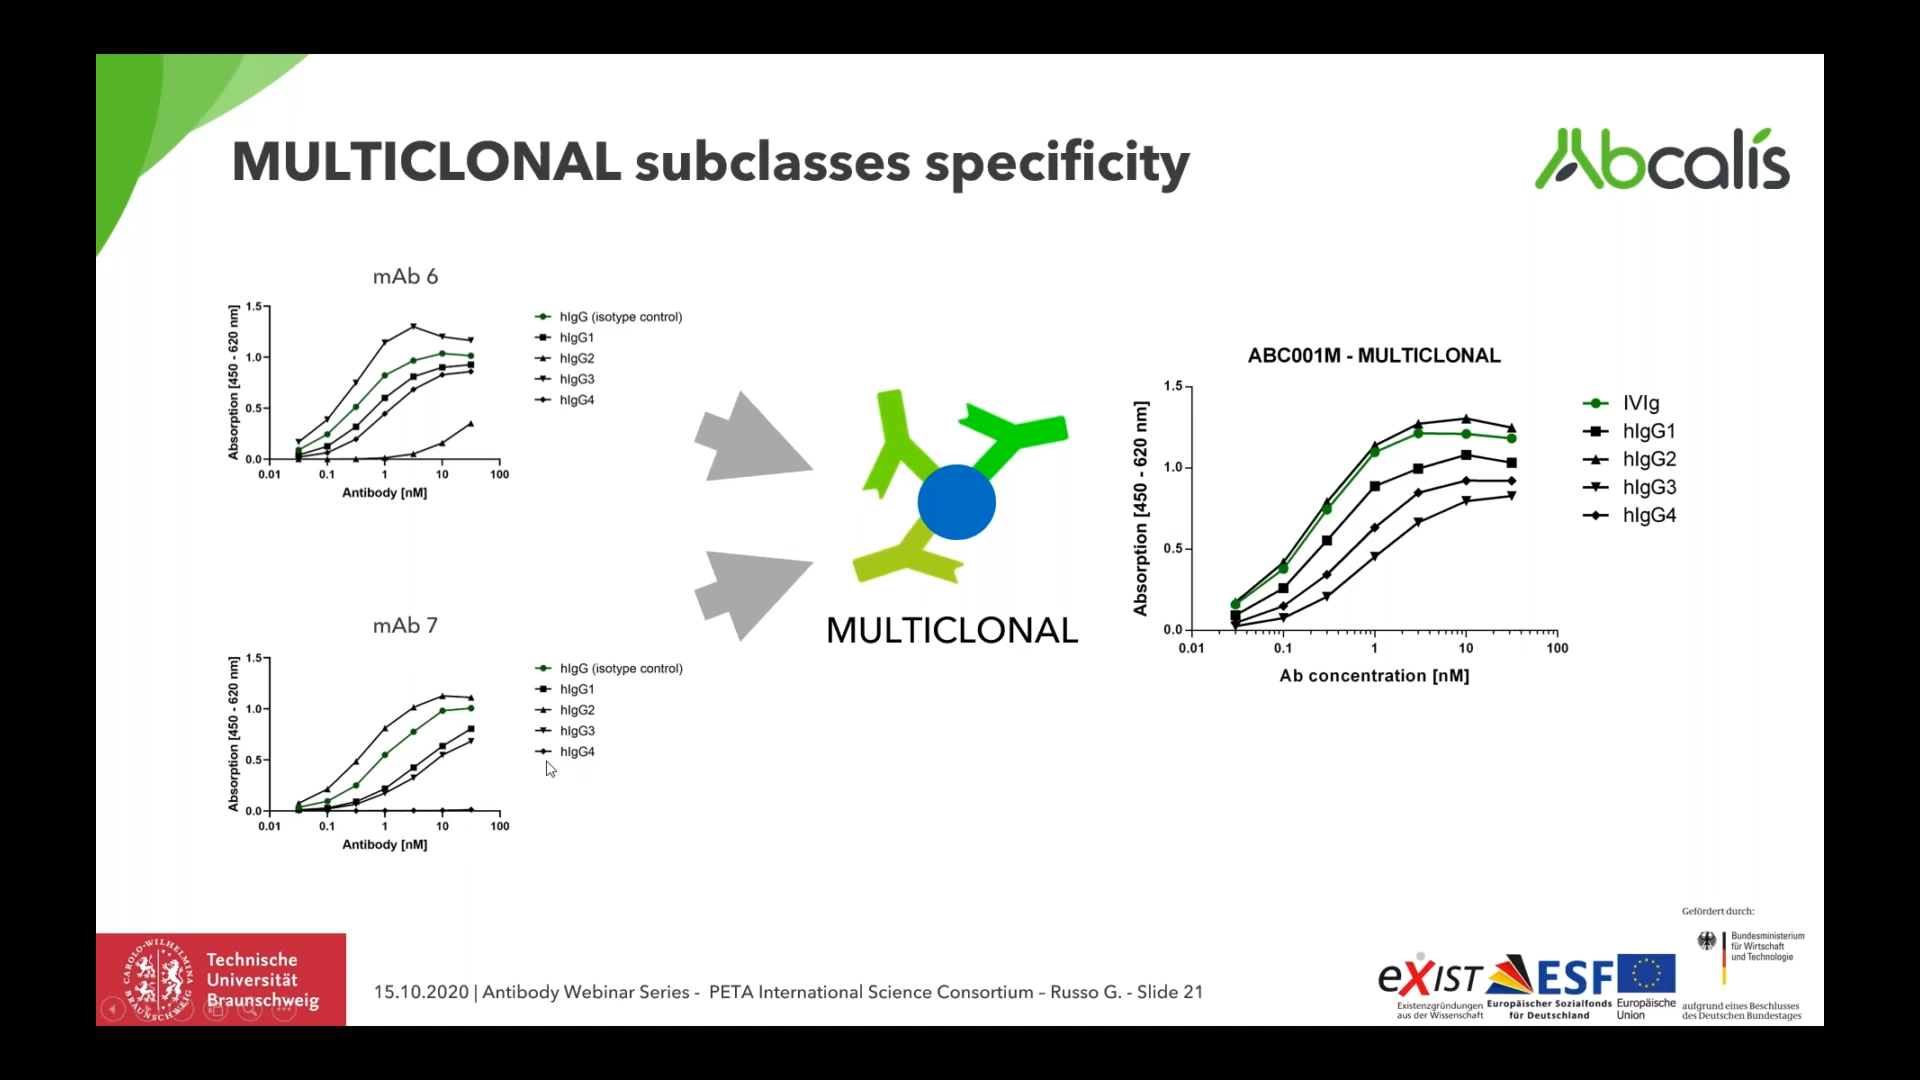 MULTICLONAL subclasses specificity
Abcalis
mAb 6
1.5
1.0
0.5
0.0
Absorption [450 - 620 nm]
0.01 0.1 1 10 100
Antibody [nM]
hIgG (isotype control)
hIgG1
hIgG2
hIgG3
hIgG4
mAb 7
1.5
1.0
0.5
0.0
Absorption [450 - 620 nm]
0.01 0.1 1 10 100
Antibody [nM]
hIgG (isotype control)
hIgG1
hIgG2
hIgG3
hIgG4
MULTICLONAL
ABC001M - MULTICLONAL
1.5
1.0
0.5
0.0
Absorption [450 - 620 nm]
0.01 0.1 1 10 100
Ab concentration [nM]
IVIg
hIgG1
hIgG2
hIgG3
hIgG4
CAROLO-WILHELMINA
BRAUNSCHWEIG
Technische
Universität
Braunschweig
15.10.2020 | Antibody Webinar Series - PETA International Science Consortium – Russo G. - Slide 21
eXIST
Existenzgründungen
aus der Wissenschaft
ESF
Europäischer Sozialfonds
für Deutschland
Europäische
Union
Gefördert durch:
Bundesministerium
für Wirtschaft
und Technologie
aufgrund eines Beschlusses
des Deutschen Bundestages